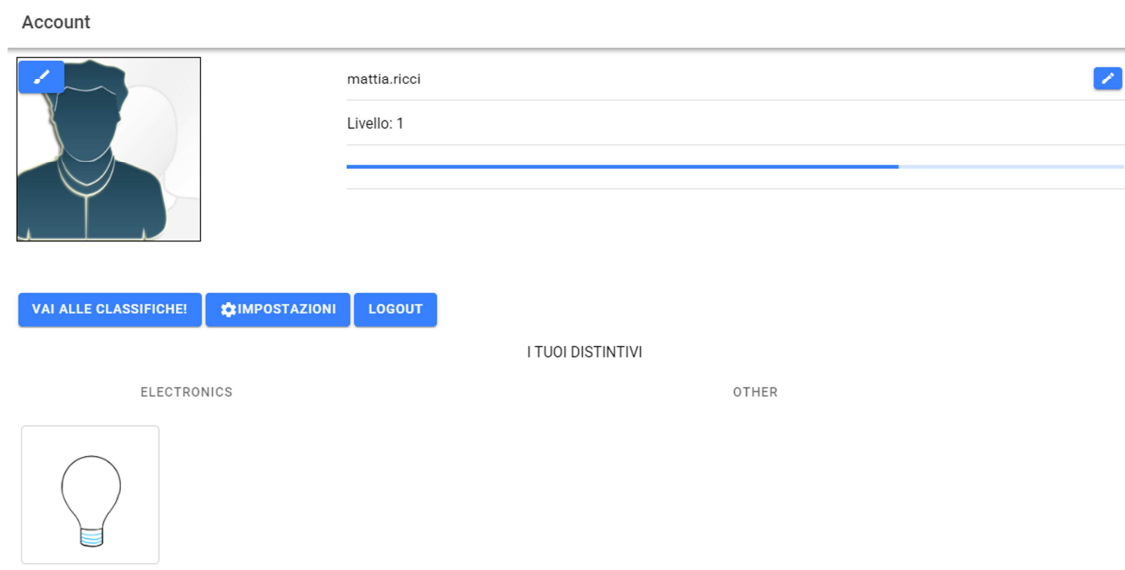 Account
mattia.ricci
Livello: 1
VAI ALLE CLASSIFICHE!
IMPOSTAZIONI
LOGOUT
I TUOI DISTINTIVI
ELECTRONICS
OTHER